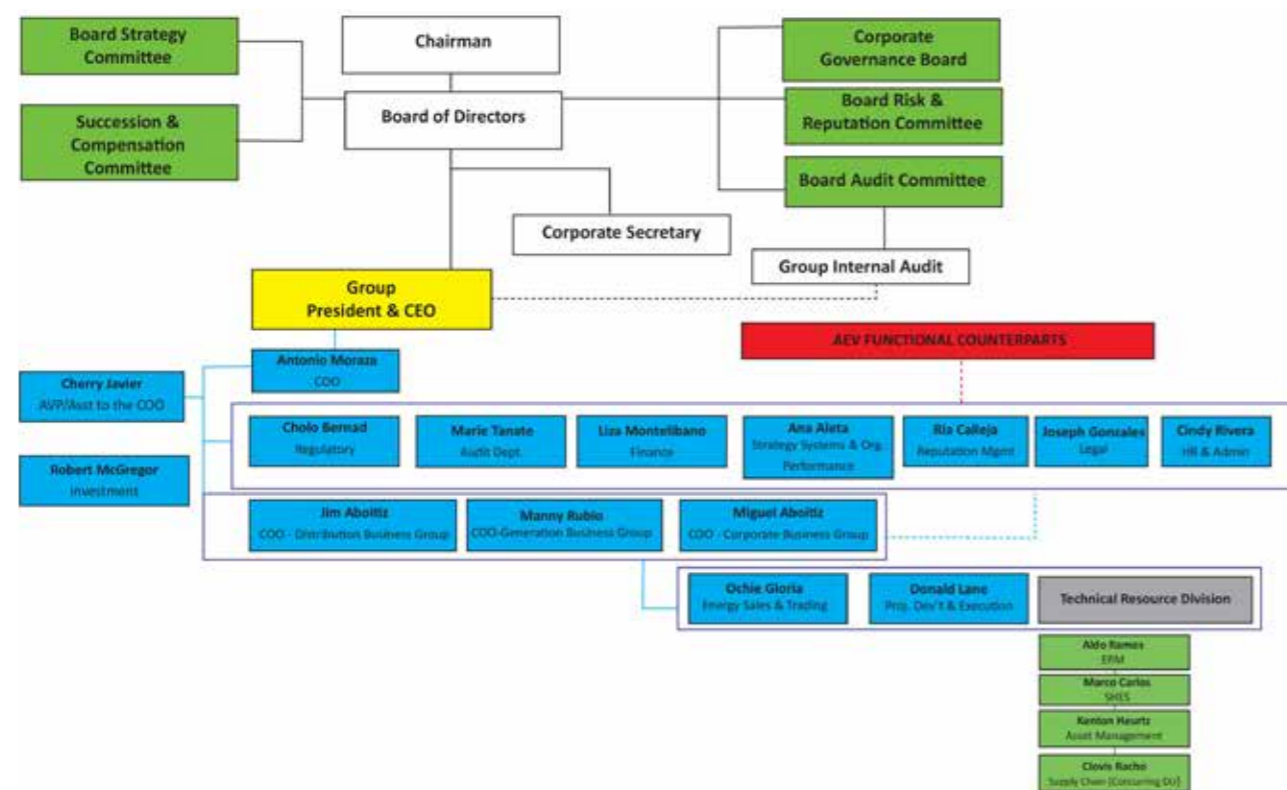 Board Strategy
Committee
Chairman
Corporate
Governance Board
Succession &
Compensation
Committee
Board of Directors
Board Risk &
Reputation Committee
Board Audit Committee
Corporate Secretary
Group Internal Audit
Group
President & CEO
AEV FUNCTIONAL COUNTERPARTS
Antonio Moraza
COO
Cherry Javier
AVP/Asst to the COO
Robert McGregor
Investment
Cholo Bernad
Regulatory
Marie Tanate
Audit Dept.
Liza Montelibano
Finance
Ana Aleta
Strategy Systems & Org.
Performance
Ria Calleja
Reputation Mgmt
Joseph Gonzales
Legal
Cindy Rivera
HR & Admin
Jim Aboitiz
COO - Distribution Business Group
Manny Rubio
COO-Generation Business Group
Miguel Aboitiz
COO - Corporate Business Group
Ochie Gloria
Energy Sales & Trading
Donald Lane
Proj. Dev't & Execution
Technical Resource Division
Aldo Ramos
Marco Carlos
SHES
Kenton Heurtz
Asset Management
Clovis Racho
Supply Chain (Concurring DU)